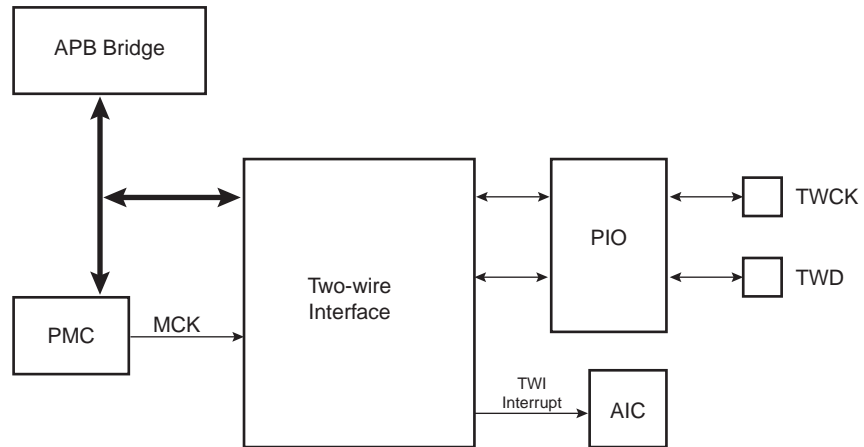 APB Bridge
TWCK
PIO
TWD
Two-wire
Interface
MCK
PMC
TWI
Interrupt
AIC